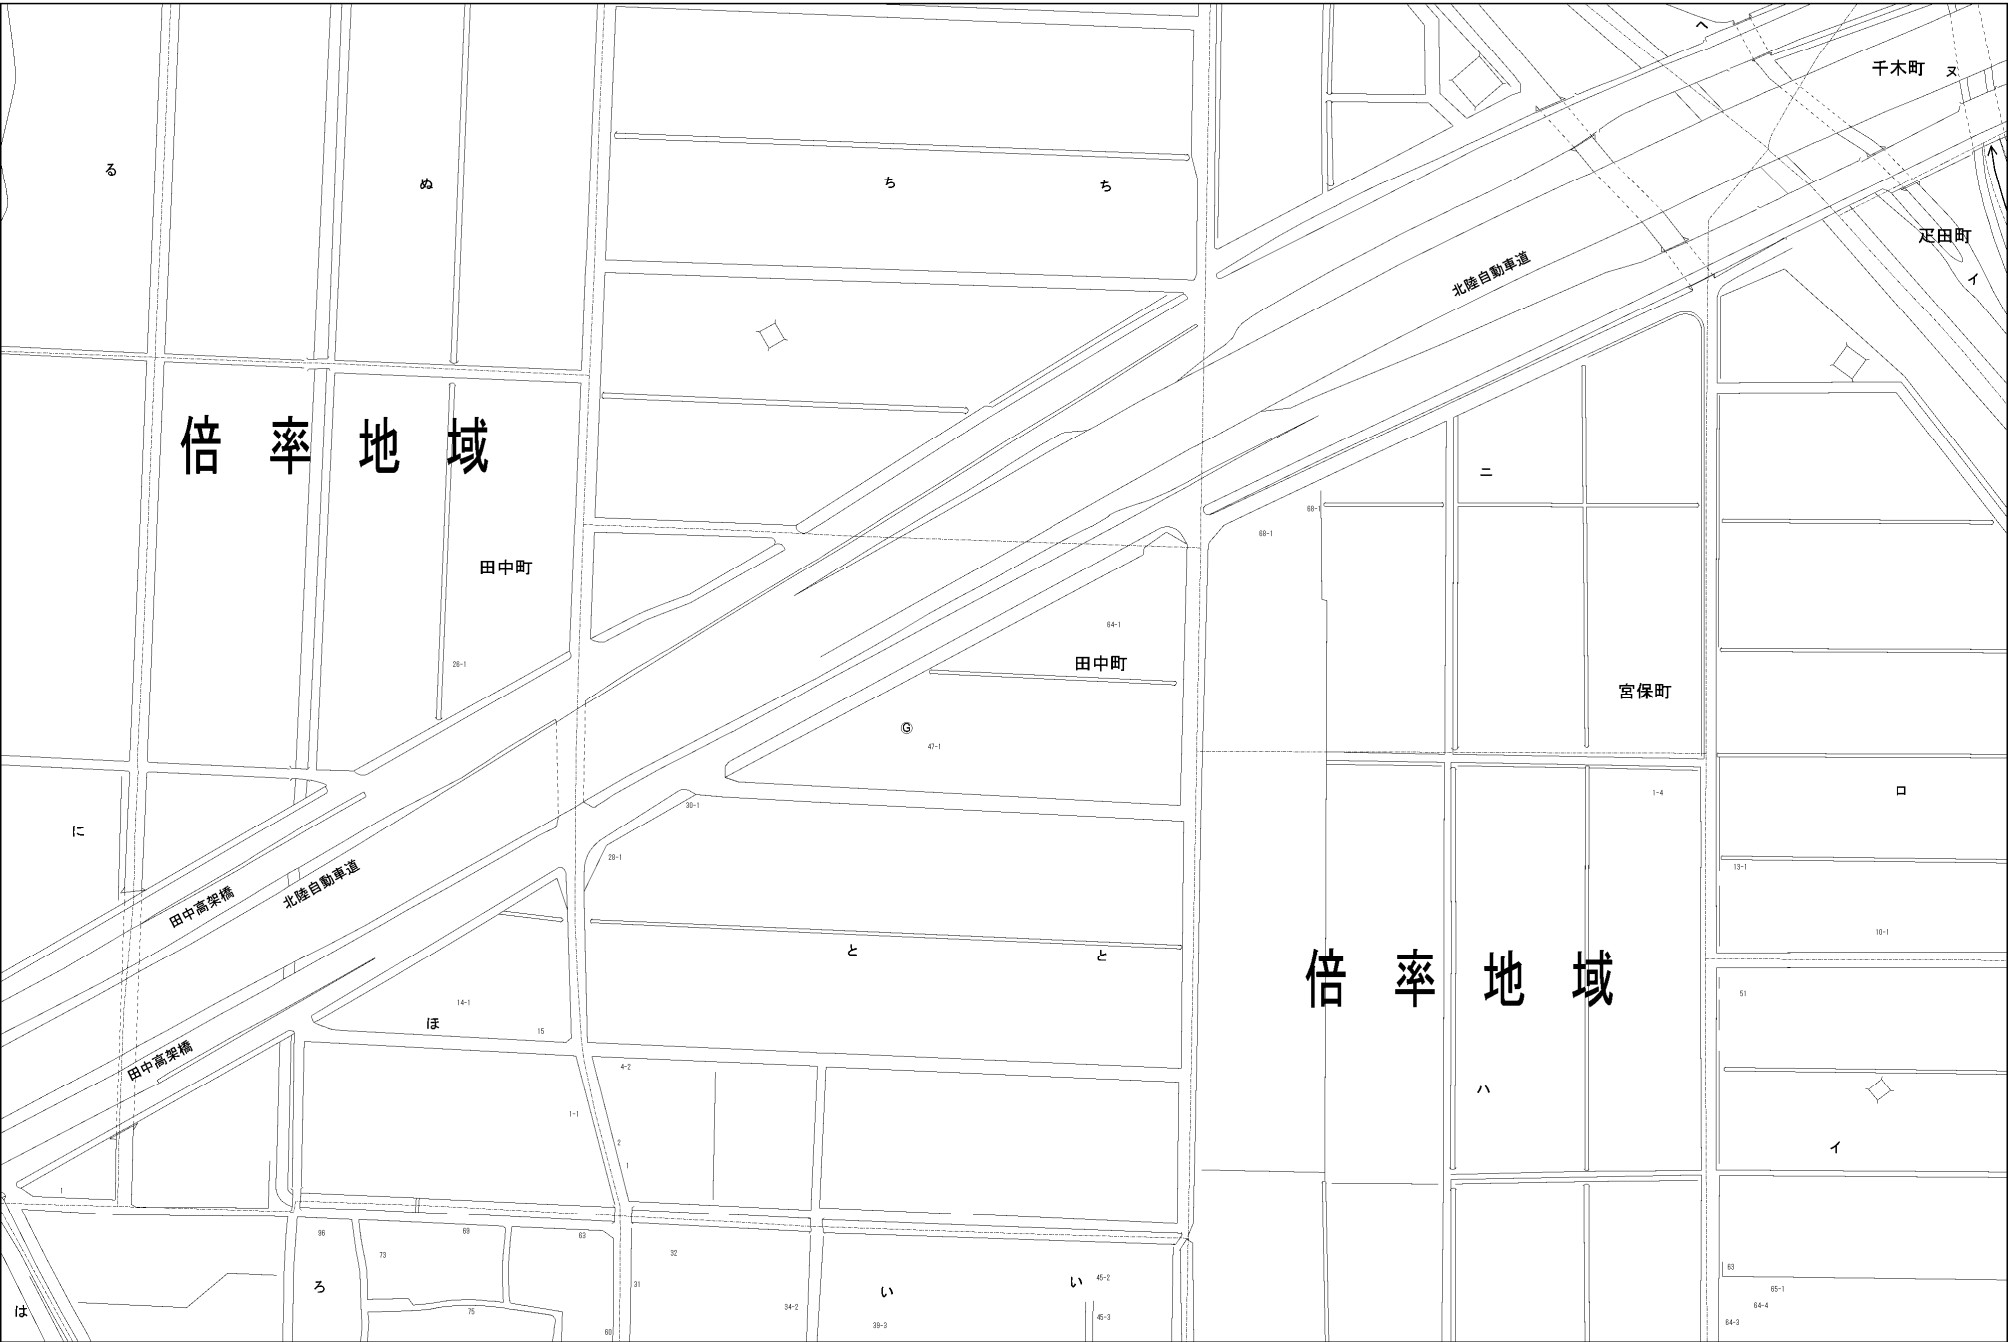 ヘ
千木町
ヌ
る
ぬ
ち
ち
疋田町
イ
北陸自動車道
倍率地域
ニ
68-1
68-1
田中町
64-1
26-1
田中町
宮保町
G
47-1
1-4
ロ
30-1
に
28-1
13-1
北陸自動車道
田中高架橋
10-1
と
と
倍率地域
51
14-1
ほ
15
田中高架橋
4-2
ハ
1-1
2
イ
1
1
96
69
63
73
32
ろ
い
い
45-2
31
63
65-1
は
75
34-2
64-4
39-3
45-3
64-3
60